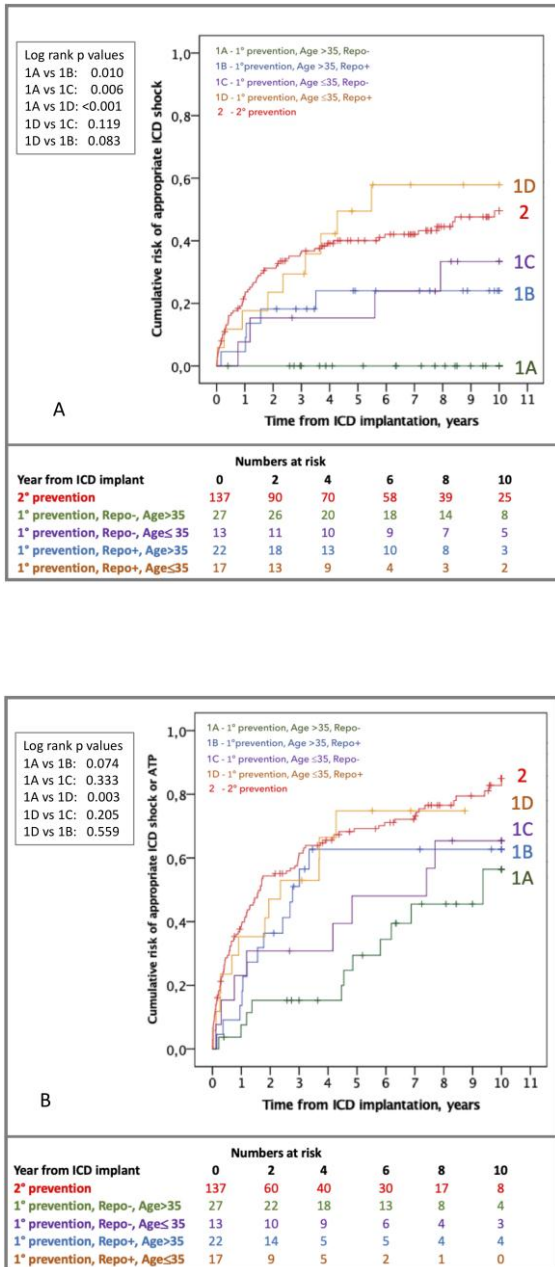 Log rank p values
1A vs 1B: 0.010
1A vs 1C: 0.006
1A vs 1D: <0.001
1D vs 1C: 0.119
1D vs 1B: 0.083
1A - 1° prevention, Age >35, Repo-
1B - 1° prevention, Age >35, Repo+
1C - 1° prevention, Age ≤35, Repo-
1D - 1° prevention, Age ≤35, Repo+
2 - 2° prevention
Cumulative risk of appropriate ICD shock
1,0
0,8
0,6
0,4
0,2
0,0
1D
2
1C
1B
1A
0 1 2 3 4 5 6 7 8 9 10 11
Time from ICD implantation, years
A
Numbers at risk
Year from ICD implant 0 2 4 6 8 10
2° prevention 137 90 70 58 39 25
1° prevention, Repo-, Age>35 27 26 20 18 14 8
1° prevention, Repo-, Age≤ 35 13 11 10 9 7 5
1° prevention, Repo+, Age>35 22 18 13 10 8 3
1° prevention, Repo+, Age≤35 17 13 9 4 3 2
Log rank p values
1A vs 1B: 0.074
1A vs 1C: 0.333
1A vs 1D: 0.003
1D vs 1C: 0.205
1D vs 1B: 0.559
1A - 1° prevention, Age >35, Repo-
1B - 1°prevention, Age >35, Repo+
1C - 1° prevention, Age ≤35, Repo-
1D - 1° prevention, Age ≤35, Repo+
2 - 2° prevention
Cumulative risk of appropriate ICD shock or ATP
1,0
0,8
0,6
0,4
0,2
0,0
2
1D
1C
1B
1A
0 1 2 3 4 5 6 7 8 9 10 11
Time from ICD implantation, years
B
Numbers at risk
Year from ICD implant 0 2 4 6 8 10
2° prevention 137 60 40 30 17 8
1° prevention, Repo-, Age>35 27 22 18 13 8 4
1° prevention, Repo-, Age≤ 35 13 10 9 6 4 3
1° prevention, Repo+, Age>35 22 14 5 5 4 4
1° prevention, Repo+, Age≤35 17 9 5 2 1 0